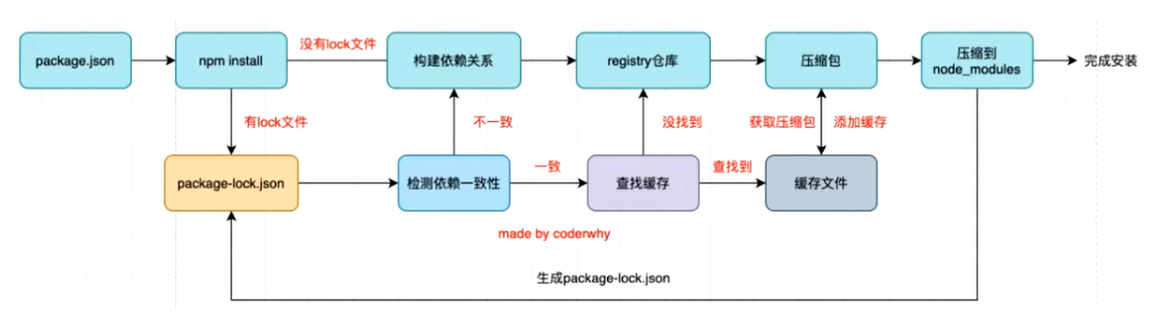 package.json
npm install
没有lock文件
构建依赖关系
registry仓库
压缩包
压缩到
node_modules
完成安装
有lock文件
不一致
没找到
获取压缩包
添加缓存
package-lock.json
检测依赖一致性
一致
查找缓存
查找到
缓存文件
made by coderwhy
生成package-lock.json